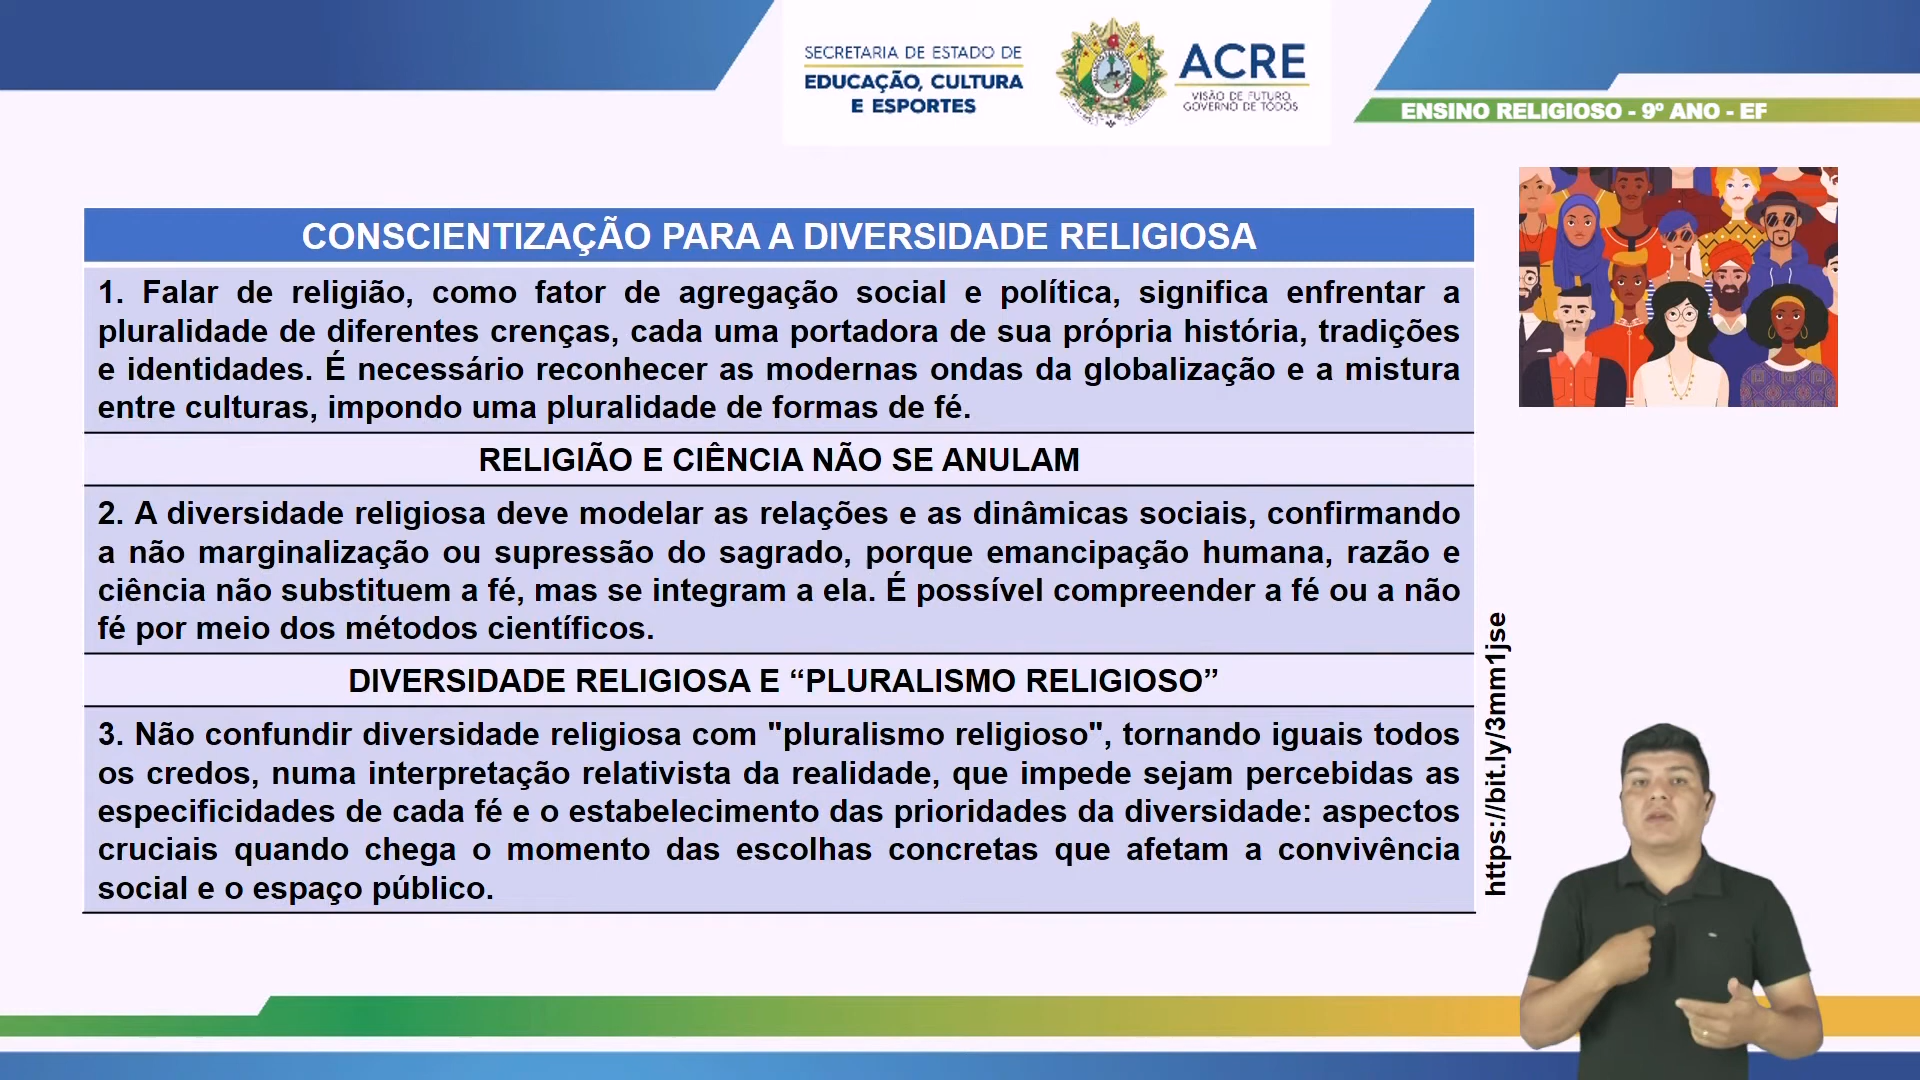 SECRETARIA DE ESTADO DE
EDUCAÇÃO, CULTURA
E ESPORTES
ACRE
VISÃO DE FUTURO,
GOVERNO DE TODOS
ENSINO RELIGIOSO - 9º ANO - EF
CONSCIENTIZAÇÃO PARA A DIVERSIDADE RELIGIOSA
1. Falar de religião, como fator de agregação social e política, significa enfrentar a
pluralidade de diferentes crenças, cada uma portadora de sua própria história, tradições
e identidades. É necessário reconhecer as modernas ondas da globalização e a mistura
entre culturas, impondo uma pluralidade de formas de fé.
RELIGIÃO E CIÊNCIA NÃO SE ANULAM
2. A diversidade religiosa deve modelar as relações e as dinâmicas sociais, confirmando
a não marginalização ou supressão do sagrado, porque emancipação humana, razão e
ciência não substituem a fé, mas se integram a ela. É possível compreender a fé ou a não
fé por meio dos métodos científicos.
DIVERSIDADE RELIGIOSA E “PLURALISMO RELIGIOSO”
3. Não confundir diversidade religiosa com "pluralismo religioso", tornando iguais todos
os credos, numa interpretação relativista da realidade, que impede sejam percebidas as
especificidades de cada fé e o estabelecimento das prioridades da diversidade: aspectos
cruciais quando chega o momento das escolhas concretas que afetam a convivência
social e o espaço público.
https://bit.ly/3mm1jse